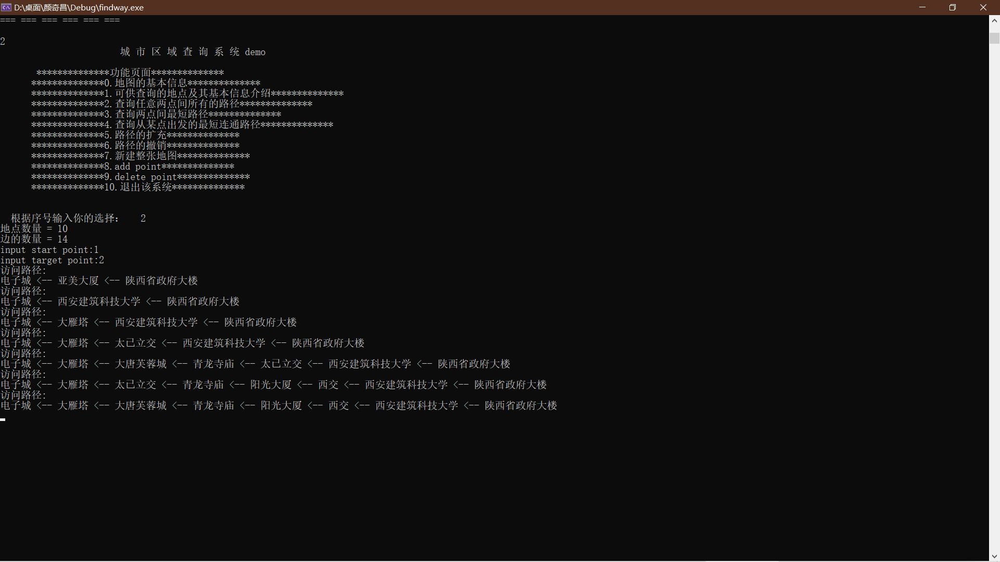 D:\桌面\颜奇昌\Debug\findway.exe
=== === === === === ===
2
城 市 区 域 查 询 系 统 demo
**************功能页面**************
**************0.地图的基本信息**************
**************1.可供查询的地点及其基本信息介绍**************
**************2.查询任意两点间所有的路径**************
**************3.查询两点间最短路径**************
**************4.查询从某点出发的最短连通路径**************
**************5.路径的扩充**************
**************6.路径的撤销**************
**************7.新建整张地图**************
**************8.add point**************
**************9.delete point**************
**************10.退出该系统**************
根据序号输入你的选择:    2
地点数量 = 10
边的数量 = 14
input start point:1
input target point:2
访问路径:
电子城 <-- 亚美大厦 <-- 陕西省政府大楼
访问路径:
电子城 <-- 西安建筑科技大学 <-- 陕西省政府大楼
访问路径:
电子城 <-- 大雁塔 <-- 西安建筑科技大学 <-- 陕西省政府大楼
访问路径:
电子城 <-- 大雁塔 <-- 太已立交 <-- 西安建筑科技大学 <-- 陕西省政府大楼
访问路径:
电子城 <-- 大雁塔 <-- 大唐芙蓉城 <-- 青龙寺庙 <-- 太已立交 <-- 西安建筑科技大学 <-- 陕西省政府大楼
访问路径:
电子城 <-- 大雁塔 <-- 太已立交 <-- 青龙寺庙 <-- 阳光大厦 <-- 西交 <-- 西安建筑科技大学 <-- 陕西省政府大楼
访问路径:
电子城 <-- 大雁塔 <-- 大唐芙蓉城 <-- 青龙寺庙 <-- 阳光大厦 <-- 西交 <-- 西安建筑科技大学 <-- 陕西省政府大楼